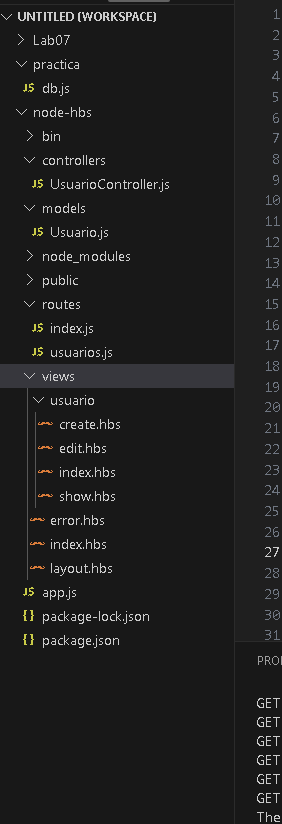 UNTITLED (WORKSPACE)
1
Lab07
2
practica
3
4
JS db.js
5
node-hbs
6
bin
7
controllers
8
JS UsuarioController.js
9
models
10
JS Usuario.js
11
node_modules
12
public
13
14
routes
15
JS index.js
16
JS usuarios.js
17
views
18
19
usuario
20
create.hbs
21
edit.hbs
22
index.hbs
23
show.hbs
24
error.hbs
25
26
index.hbs
27
layout.hbs
28
JS app.js
29
{} package-lock.json
30
{} package.json
31
PRO
GET
GET
GET
GET
GET
GET
The